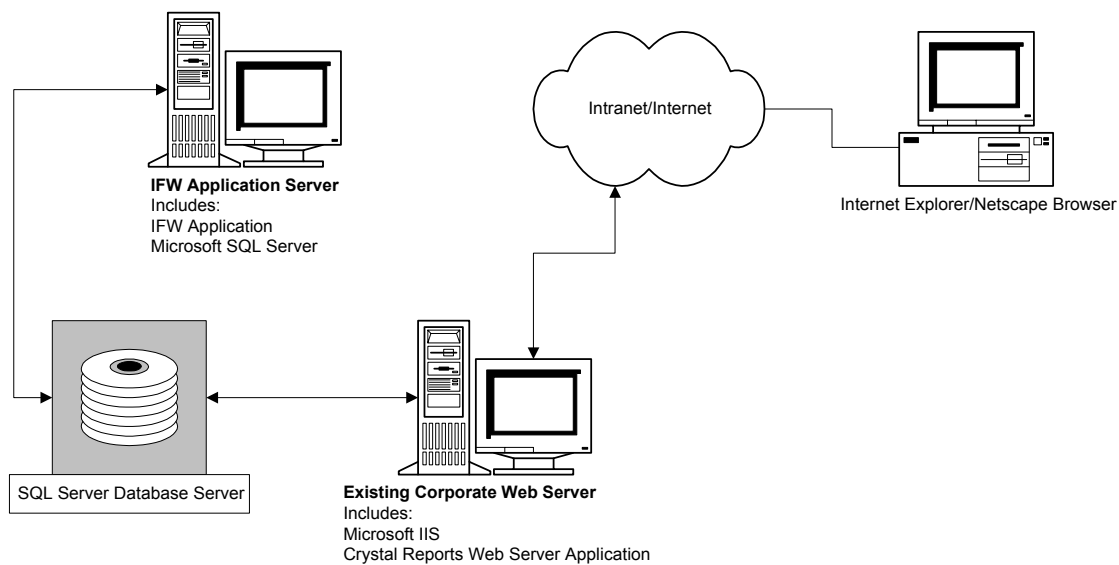 Intranet/Internet
IFW Application Server
Includes:
IFW Application
Microsoft SQL Server
Internet Explorer/Netscape Browser
SQL Server Database Server
Existing Corporate Web Server
Includes:
Microsoft IIS
Crystal Reports Web Server Application